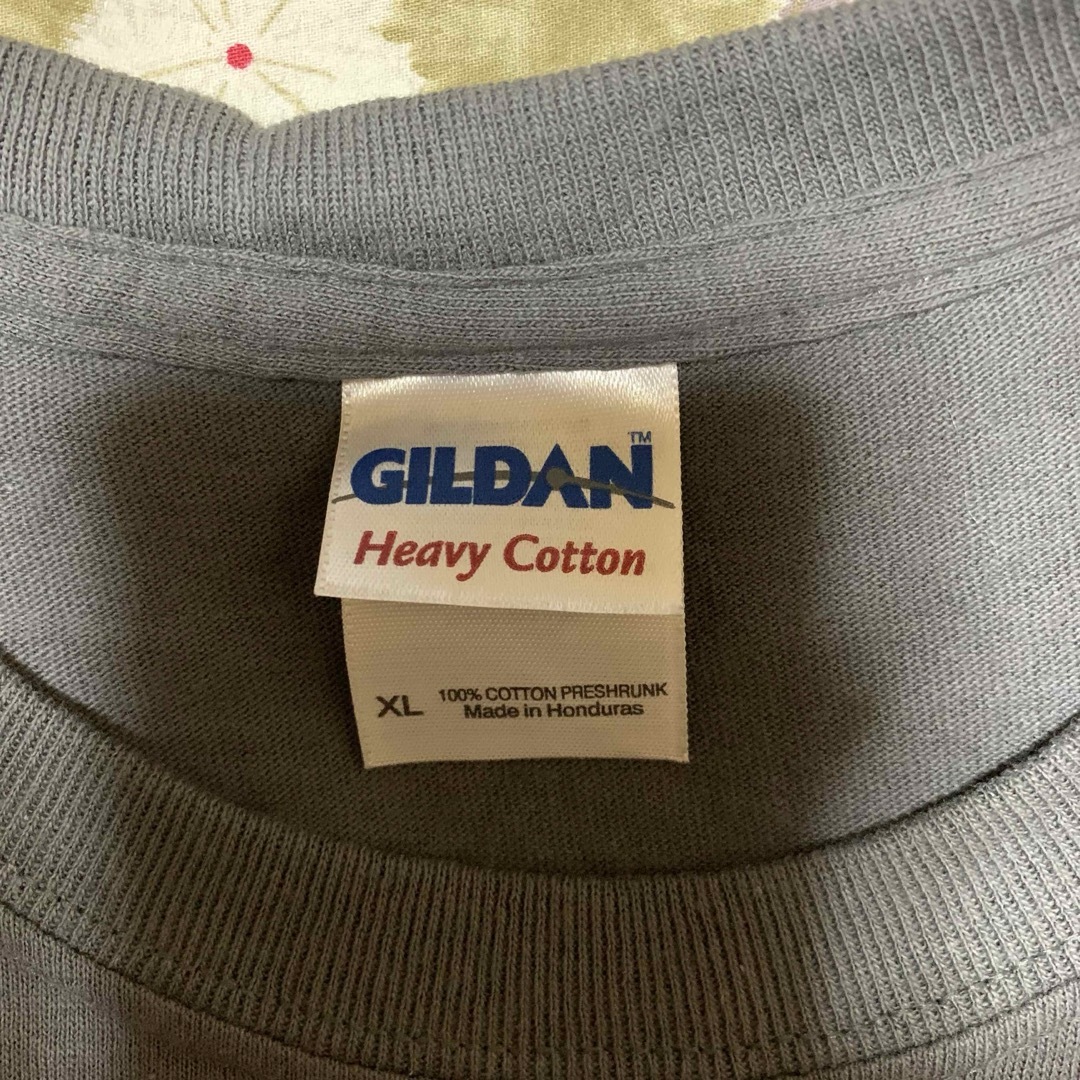 GILDAN™
Heavy Cotton
XL 100% COTTON PRESHRUNK
Made in Honduras